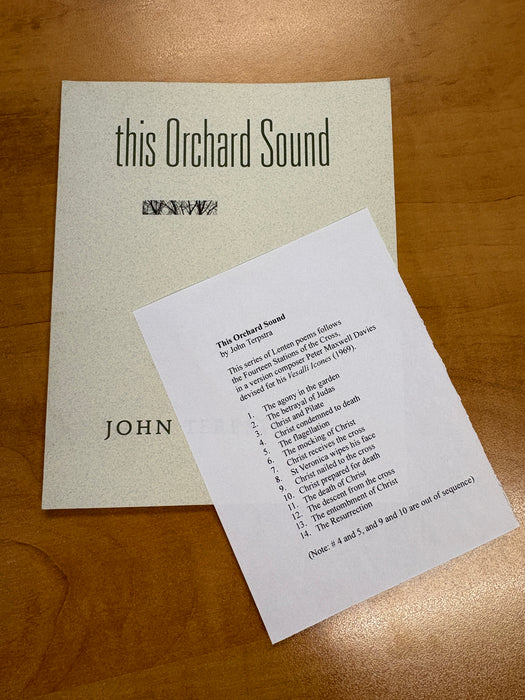 this Orchard Sound
JOHN
This Orchard Sound
by John Terpstra
This series of Lenten poems follows
the Fourteen Stations of the Cross,
in a version composer Peter Maxwell Davies
devised for his Vesalli Icones (1969).
1. The agony in the garden
2. The betrayal of Judas
3. Christ and Pilate
4. Christ condemned to death
5. The flagellation
6. The mocking of Christ
7. Christ receives the cross
8. St Veronica wipes his face
9. Christ nailed to the cross
10. Christ prepared for death
11. The death of Christ
12. The descent from the cross
13. The entombment of Christ
14. The Resurrection
(Note: # 4 and 5, and 9 and 10 are out of sequence)